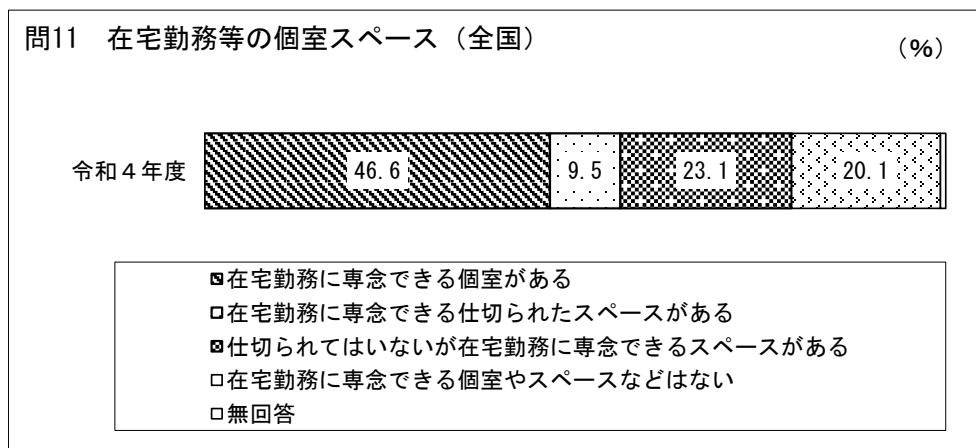 問11 在宅勤務等の個室スペース（全国）
（%）
令和４年度 46.6 9.5 23.1 20.1
在宅勤務に専念できる個室がある
在宅勤務に専念できる仕切られたスペースがある
仕切られてはいないが在宅勤務に専念できるスペースがある
在宅勤務に専念できる個室やスペースなどはない
無回答